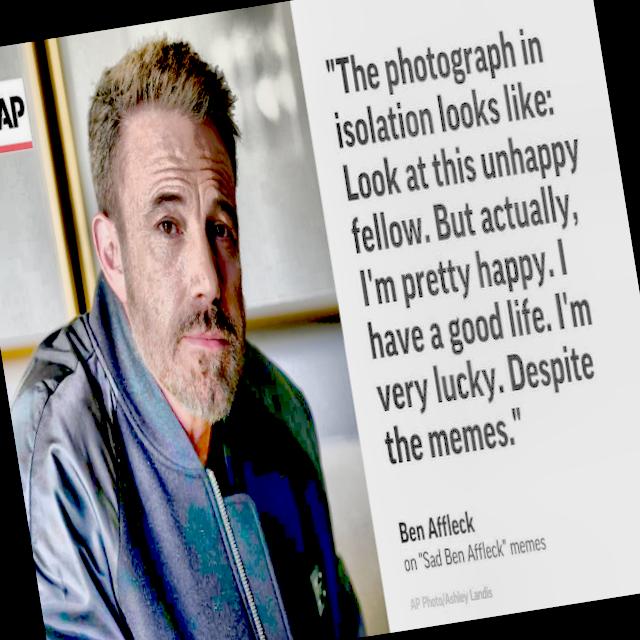 AP
"The photograph in
isolation looks like:
Look at this unhappy
fellow. But actually,
I'm pretty happy. I
have a good life. I'm
very lucky. Despite
the memes."
Ben Affleck
on "Sad Ben Affleck" memes
AP Photo/Ashley Landis